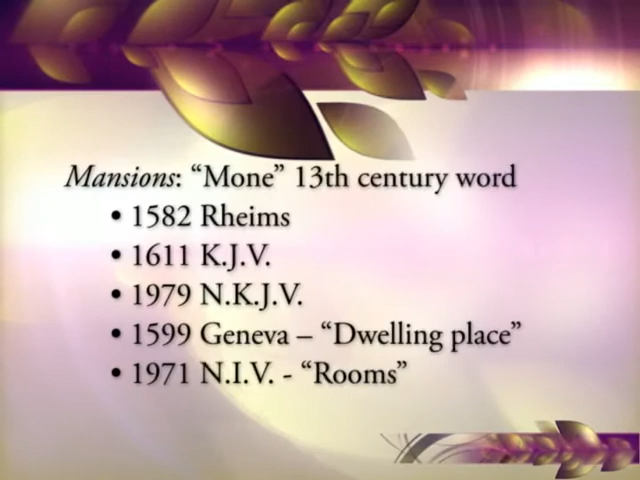 Mansions: “Mone” 13th century word
• 1582 Rheims
• 1611 K.J.V.
• 1979 N.K.J.V.
• 1599 Geneva – “Dwelling place”
• 1971 N.I.V. - “Rooms”